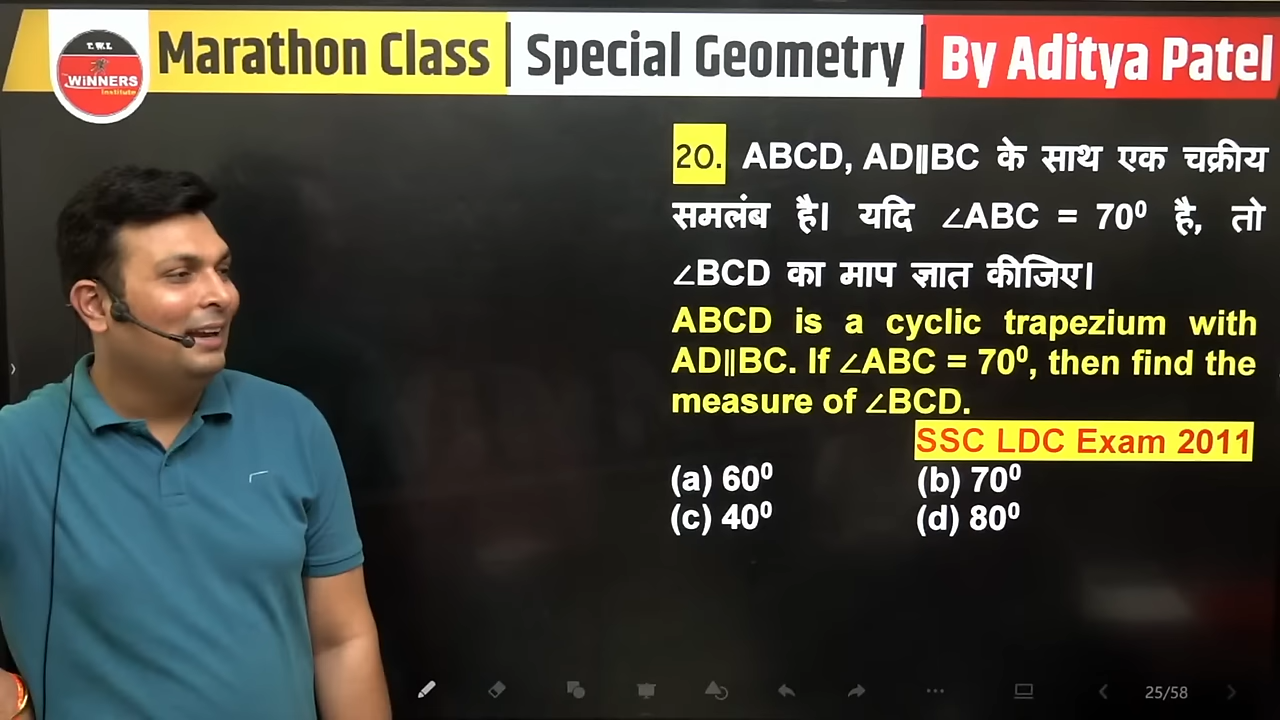 T.W.I.
WINNERS
Institute
Marathon Class | Special Geometry By Aditya Patel
20. ABCD, AD||BC के साथ एक चक्रीय
समलंब है। यदि ∠ABC = 70⁰ है, तो
∠BCD का माप ज्ञात कीजिए।
ABCD is a cyclic trapezium with
AD||BC. If ∠ABC = 70⁰, then find the
measure of ∠BCD.
SSC LDC Exam 2011
(a) 60⁰ (b) 70⁰
(c) 40⁰ (d) 80⁰
25/58